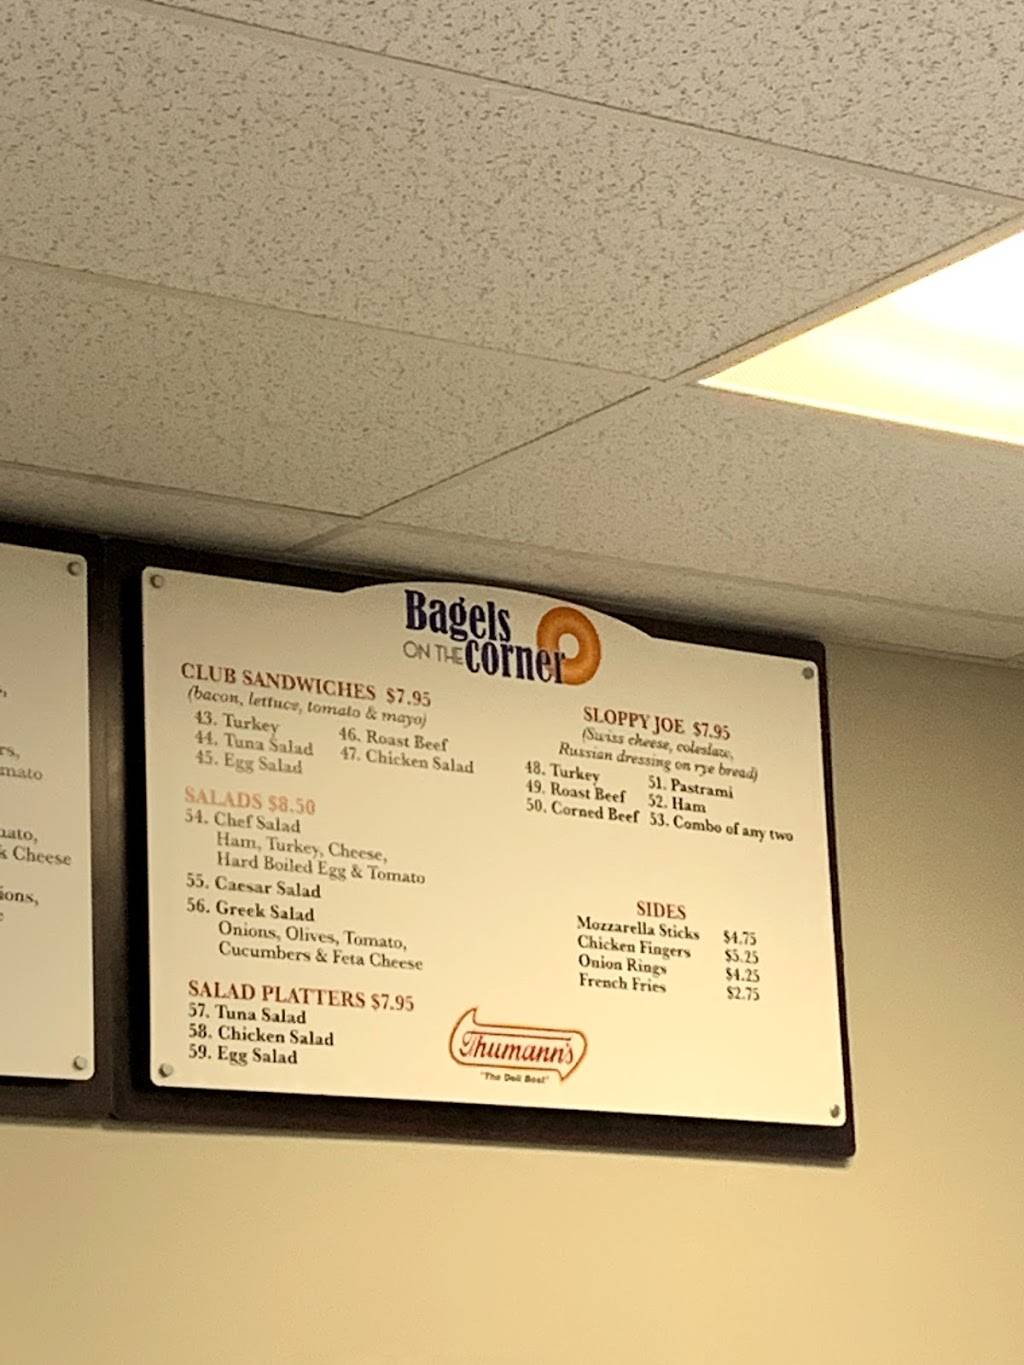 mato
Cheese
Bagels
ON THE corner
CLUB SANDWICHES $7.95
(bacon, lettuce, tomato & mayo)
43. Turkey
44. Tuna Salad
45. Egg Salad
46. Roast Beef
47. Chicken Salad
SALADS $8.50
54. Chef Salad
Ham, Turkey, Cheese,
Hard Boiled Egg & Tomato
55. Caesar Salad
56. Greek Salad
Onions, Olives, Tomato,
Cucumbers & Feta Cheese
SALAD PLATTERS $7.95
57. Tuna Salad
58. Chicken Salad
59. Egg Salad
SLOPPY JOE $7.95
(Swiss cheese, coleslaw,
Russian dressing on rye bread)
48. Turkey
49. Roast Beef
50. Corned Beef
51. Pastrami
52. Ham
53. Combo of any two
SIDES
Mozzarella Sticks $4.75
Chicken Fingers $5.25
Onion Rings $4.25
French Fries $2.75
Thumann's
"The Deli Best"